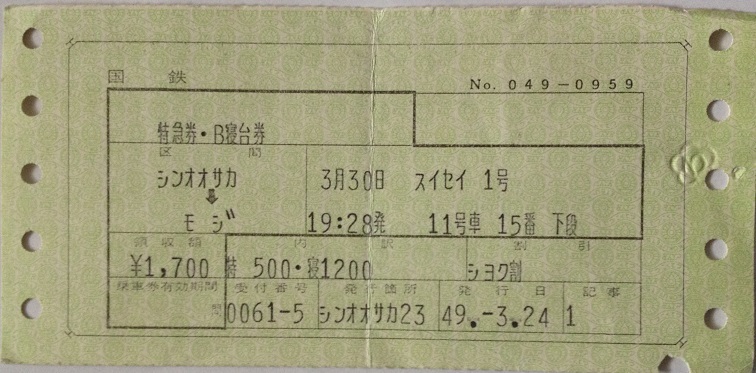 国鉄
No. 049-0959
特急券・B寝台券
区間
シンオオサカ
3月30日 スイセイ 1号
モジ
19:28発 11号車 15番 下段
領収額 内訳 割引
¥1,700 特 500・寝1200 シヨク割
乗車券有効期間 受付番号 発行箇所 発行日 記事
間 0061-5 シンオオサカ23 49.-3.24 1